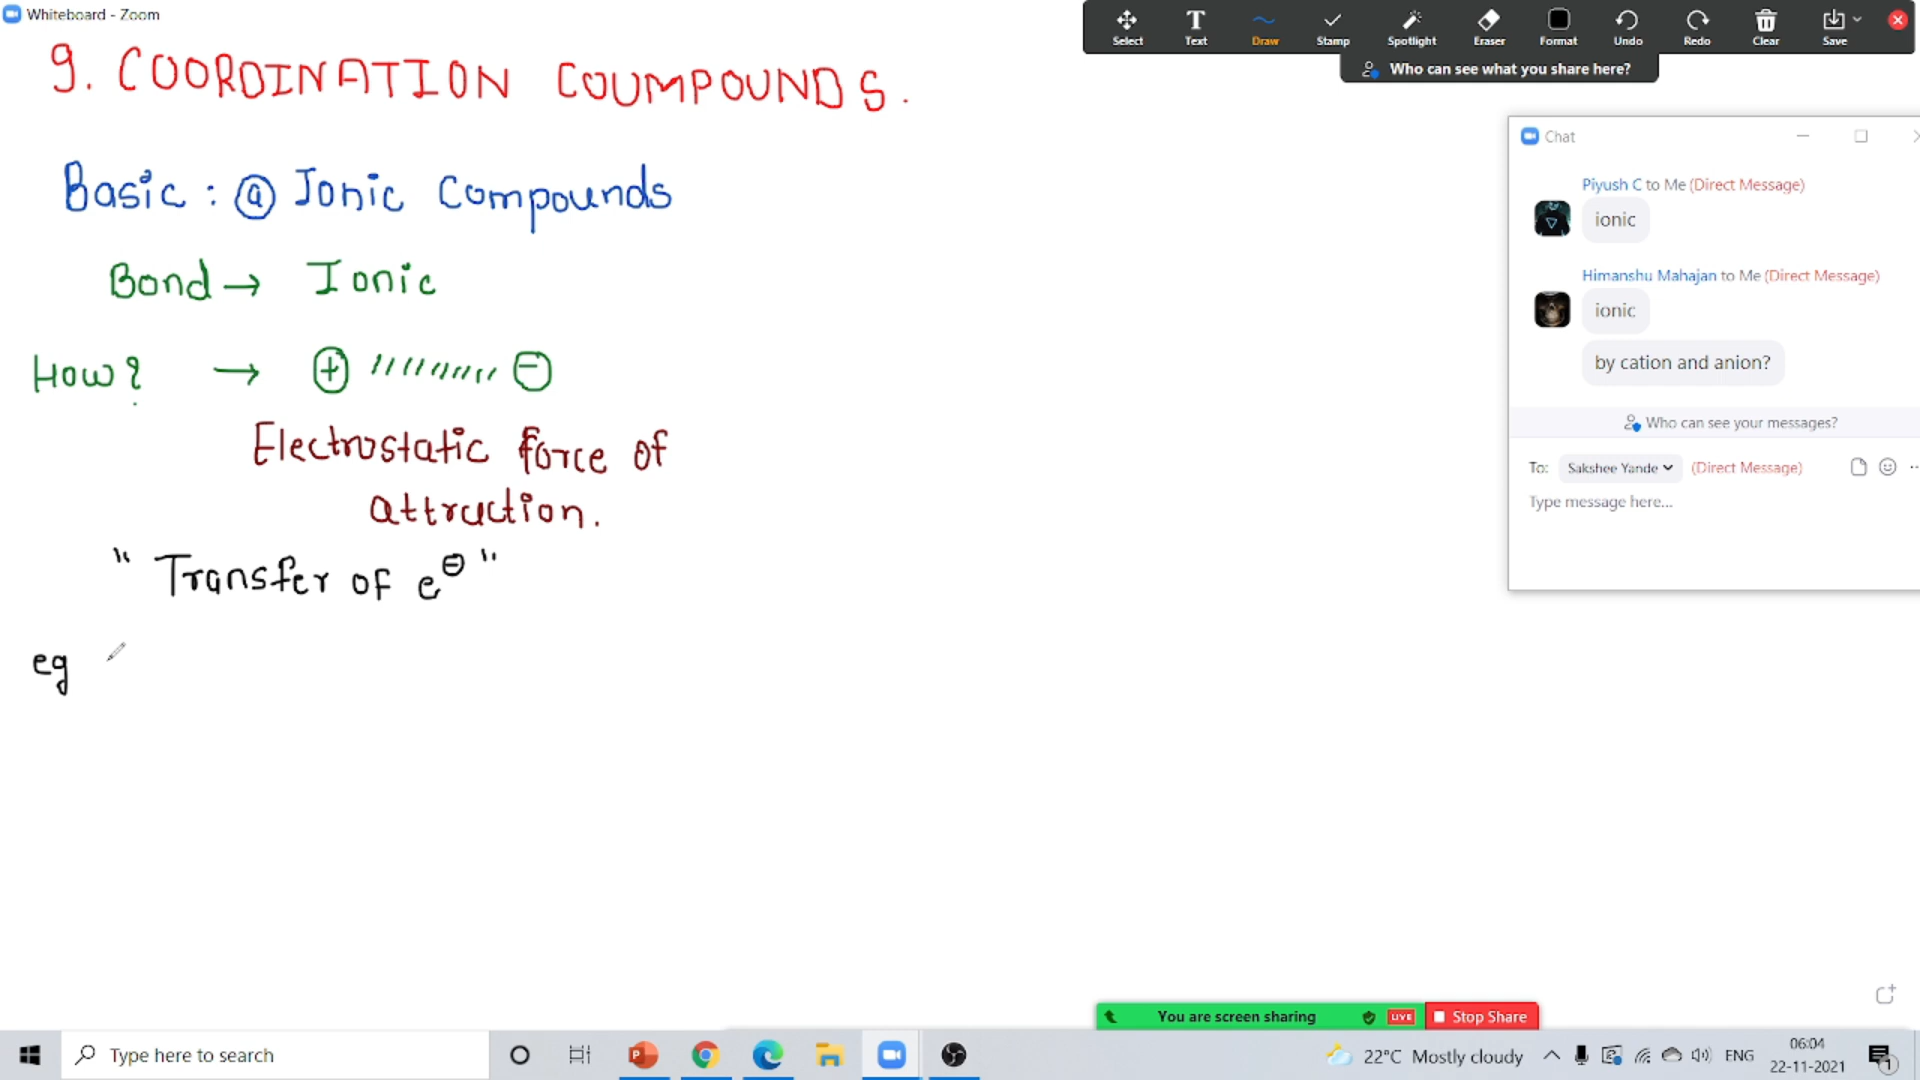 Whiteboard - Zoom
Select Text Draw Stamp Spotlight Eraser Format Undo Redo Clear Save
Who can see what you share here?
9. COORDINATION COUMPOUNDS.
Basic : ⓐ Ionic Compounds
Bond → Ionic
How? → ⊕ ⊖
Electrostatic force of
attraction.
" Transfer of e⊖ "
eg
Chat
Piyush C to Me (Direct Message)
ionic
Himanshu Mahajan to Me (Direct Message)
ionic
by cation and anion?
Who can see your messages?
To: Sakshee Yande (Direct Message)
Type message here...
You are screen sharing LIVE Stop Share
Type here to search
22°C Mostly cloudy ENG
06:04
22-11-2021
1